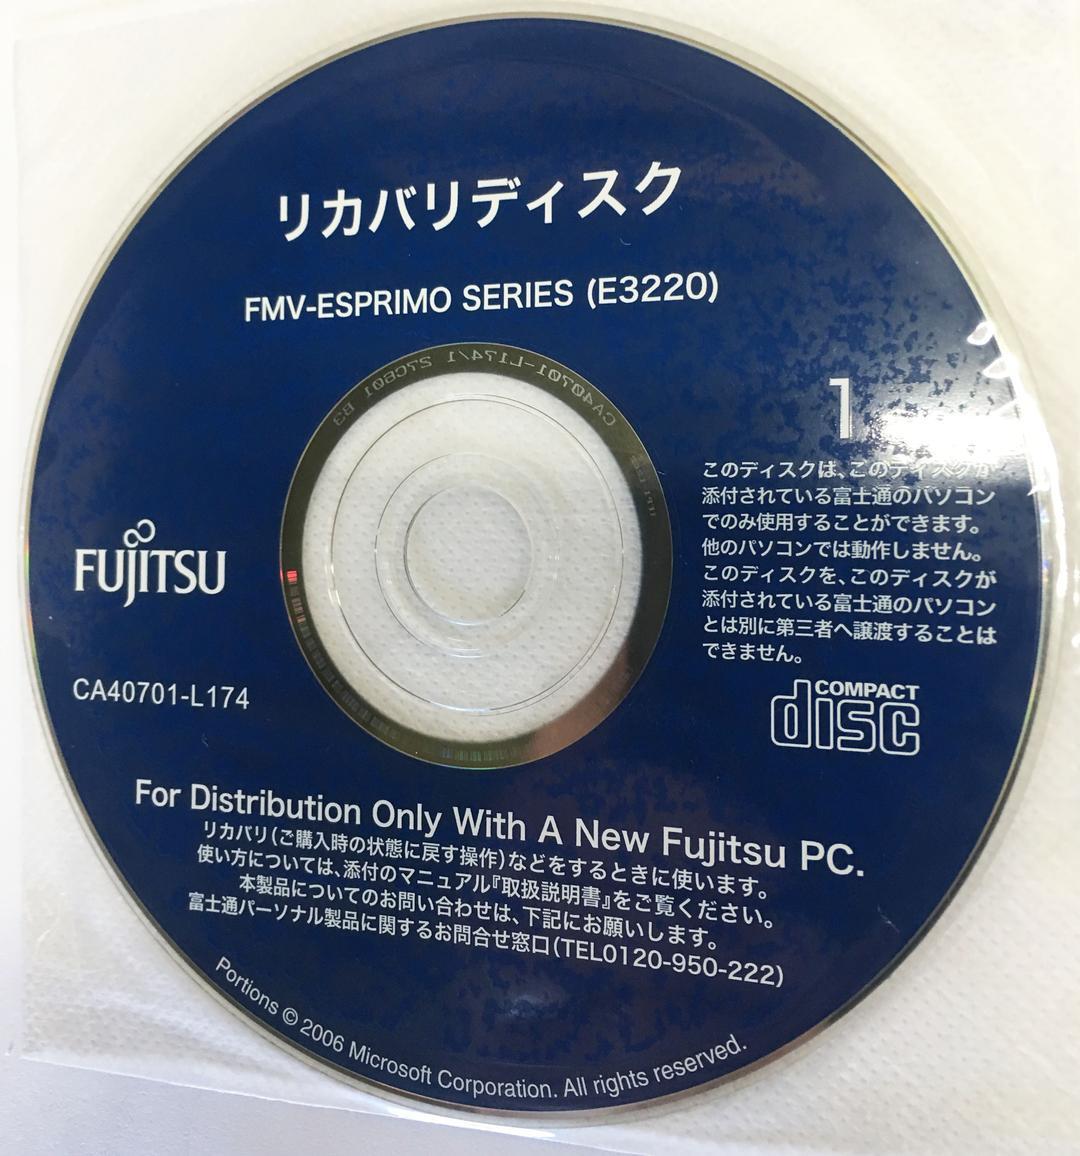 リカバリディスク
FMV-ESPRIMO SERIES (E3220)
CA40701-L174/1 27C601 B3
1
このディスクは、このディスクが
添付されている富士通のパソコン
でのみ使用することができます。
他のパソコンでは動作しません。
このディスクを、このディスクが
添付されている富士通のパソコン
とは別に第三者へ譲渡することは
できません。
FUJITSU
CA40701-L174
COMPACT
disc
For Distribution Only With A New Fujitsu PC.
リカバリ(ご購入時の状態に戻す操作)などをするときに使います。
使い方については、添付のマニュアル『取扱説明書』をご覧ください。
本製品についてのお問い合わせは、下記にお願いします。
富士通パーソナル製品に関するお問合せ窓口(TEL0120-950-222)
Portions © 2006 Microsoft Corporation. All rights reserved.